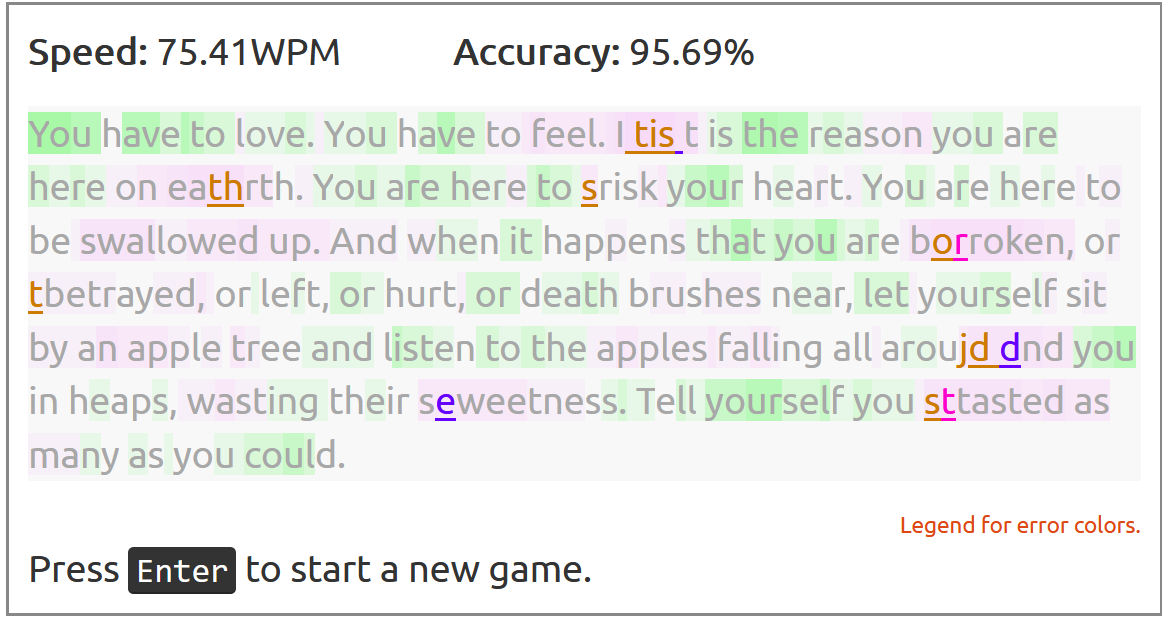 Speed: 75.41WPM Accuracy: 95.69%
You have to love. You have to feel. I tis t is the reason you are
here on eathrth. You are here to srisk your heart. You are here to
be swallowed up. And when it happens that you are borroken, or
tbetrayed, or left, or hurt, or death brushes near, let yourself sit
by an apple tree and listen to the apples falling all aroujd dnd you
in heaps, wasting their seweetness. Tell yourself you sttasted as
many as you could.
Legend for error colors.
Press Enter to start a new game.